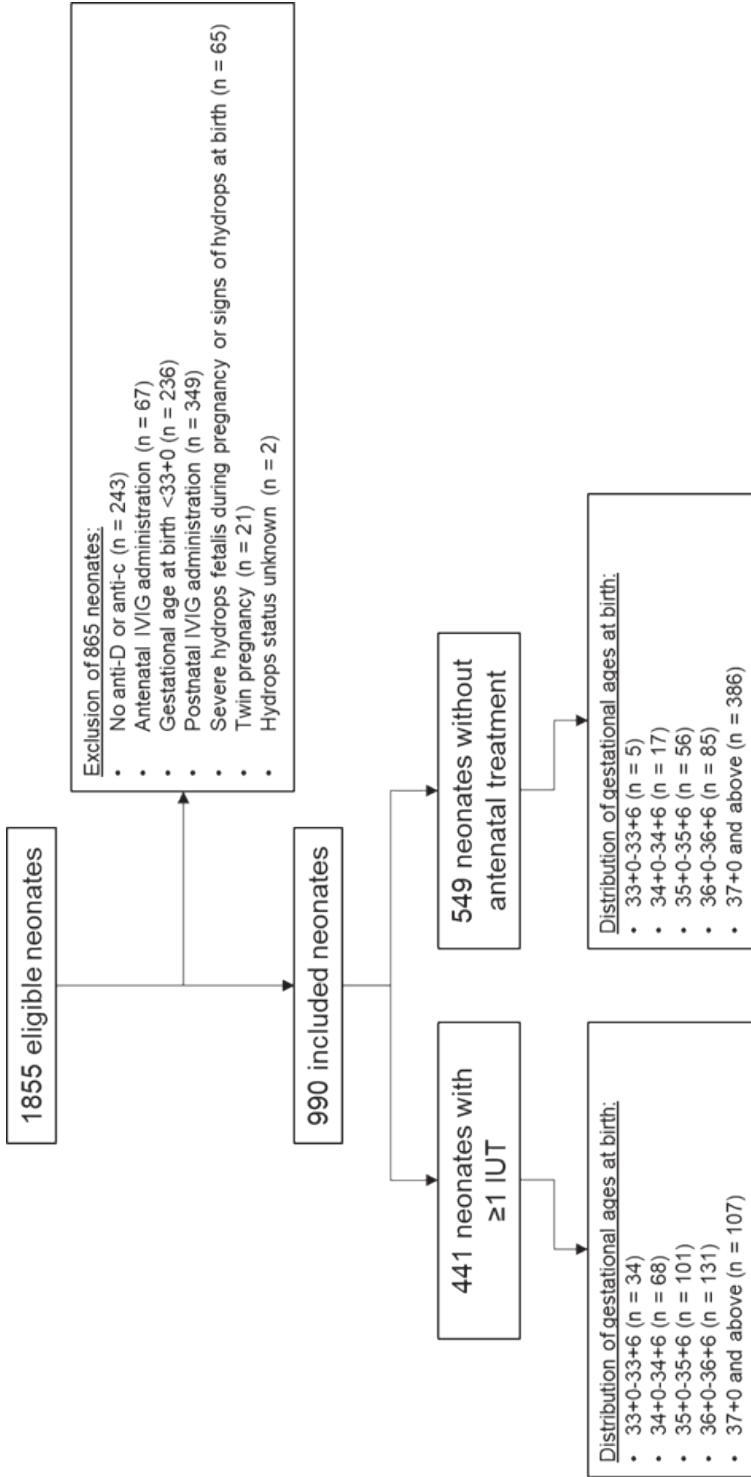 1855 eligible neonates
Exclusion of 865 neonates:
• No anti-D or anti-c (n = 243)
• Antenatal IVIG administration (n = 67)
• Gestational age at birth <33+0 (n = 236)
• Postnatal IVIG administration (n = 349)
• Severe hydrops fetalis during pregnancy or signs of hydrops at birth (n = 65)
• Twin pregnancy (n = 21)
• Hydrops status unknown (n = 2)
990 included neonates
441 neonates with
≥1 IUT
549 neonates without
antenatal treatment
Distribution of gestational ages at birth:
• 33+0-33+6 (n = 34)
• 34+0-34+6 (n = 68)
• 35+0-35+6 (n = 101)
• 36+0-36+6 (n = 131)
• 37+0 and above (n = 107)
Distribution of gestational ages at birth:
• 33+0-33+6 (n = 5)
• 34+0-34+6 (n = 17)
• 35+0-35+6 (n = 56)
• 36+0-36+6 (n = 85)
• 37+0 and above (n = 386)